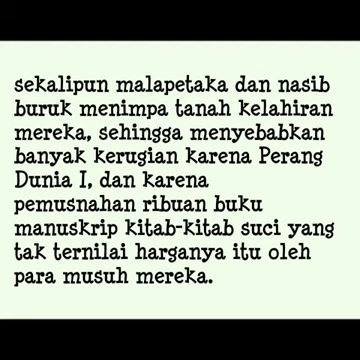 sekalipun malapetaka dan nasib
buruk menimpa tanah kelahiran
mereka, sehingga menyebabkan
banyak kerugian karena Perang
Dunia I, dan karena
pemusnahan ribuan buku
manuskrip kitab-kitab suci yang
tak ternilai harganya itu oleh
para musuh mereka.